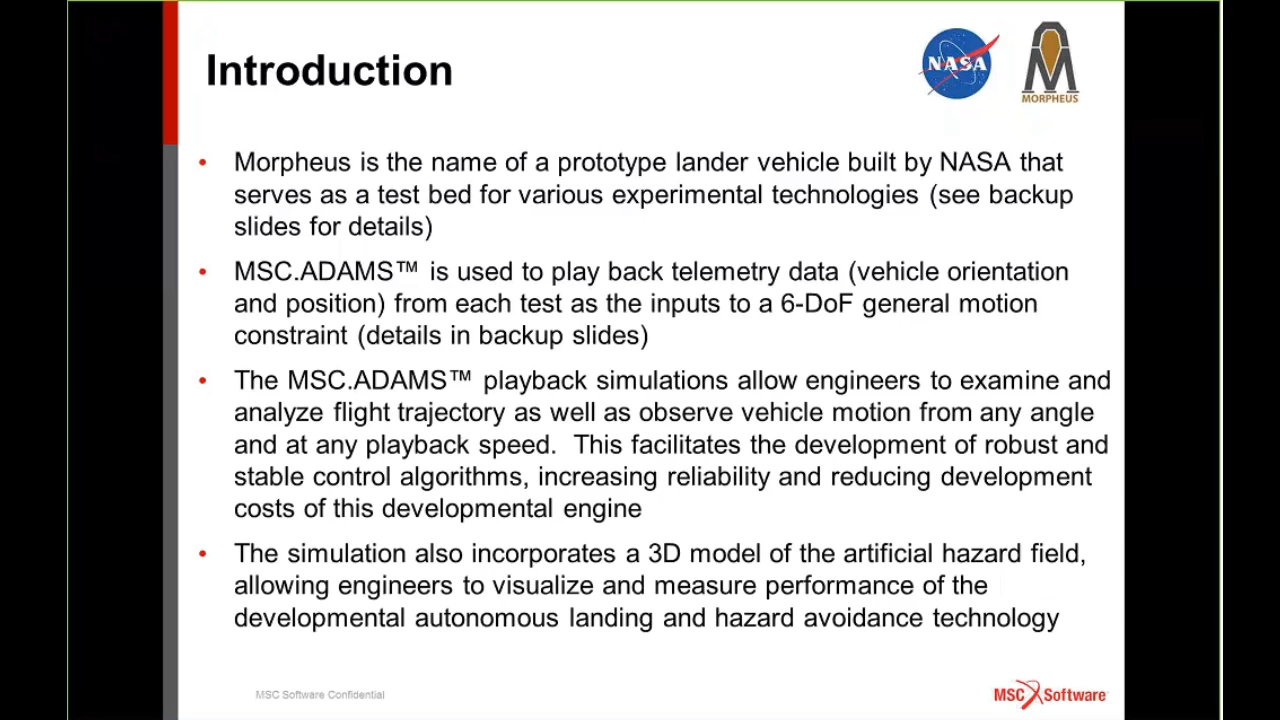 Introduction
NASA
MORPHEUS
• Morpheus is the name of a prototype lander vehicle built by NASA that
serves as a test bed for various experimental technologies (see backup
slides for details)
• MSC.ADAMS™ is used to play back telemetry data (vehicle orientation
and position) from each test as the inputs to a 6-DoF general motion
constraint (details in backup slides)
• The MSC.ADAMS™ playback simulations allow engineers to examine and
analyze flight trajectory as well as observe vehicle motion from any angle
and at any playback speed.  This facilitates the development of robust and
stable control algorithms, increasing reliability and reducing development
costs of this developmental engine
• The simulation also incorporates a 3D model of the artificial hazard field,
allowing engineers to visualize and measure performance of the
developmental autonomous landing and hazard avoidance technology
MSC Software Confidential
MSC Software